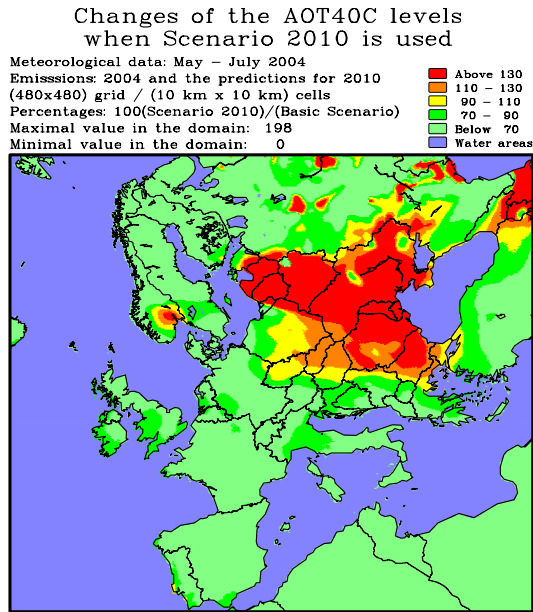 Changes of the AOT40C levels
when Scenario 2010 is used
Meteorological data: May – July 2004
Emisssions: 2004 and the predictions for 2010
(480x480) grid / (10 km x 10 km) cells
Percentages: 100(Scenario 2010)/(Basic Scenario)
Maximal value in the domain: 198
Minimal value in the domain: 0
Above 130
110 – 130
90 – 110
70 – 90
Below 70
Water areas